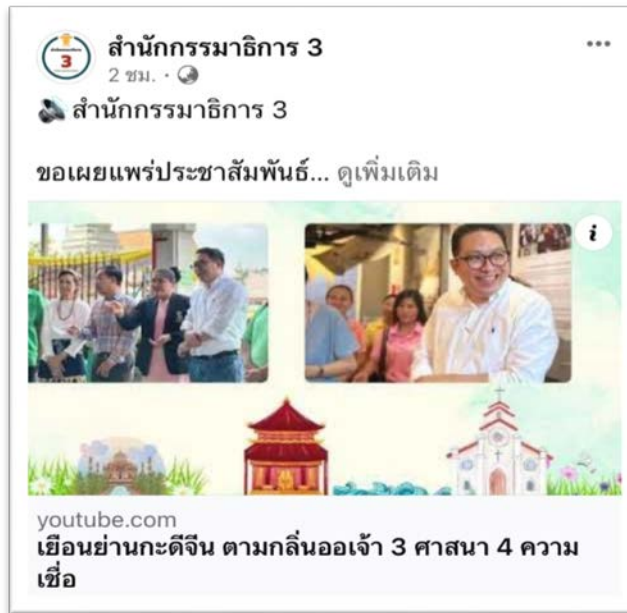 3
สำนักกรรมาธิการ 3
2 ชม. ·
สำนักกรรมาธิการ 3
ขอเผยแพร่ประชาสัมพันธ์... ดูเพิ่มเติม
i
youtube.com
เยือนย่านกะดีจีน ตามกลิ่นออเจ้า 3 ศาสนา 4 ความ
เชื่อ